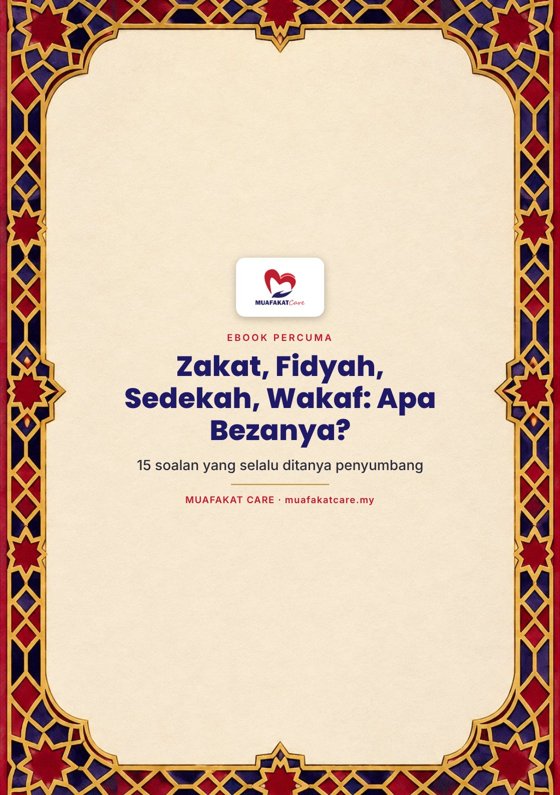 MUAFAKAT Care
EBOOK PERCUMA
Zakat, Fidyah,
Sedekah, Wakaf: Apa
Bezanya?
15 soalan yang selalu ditanya penyumbang
MUAFAKAT CARE · muafakatcare.my